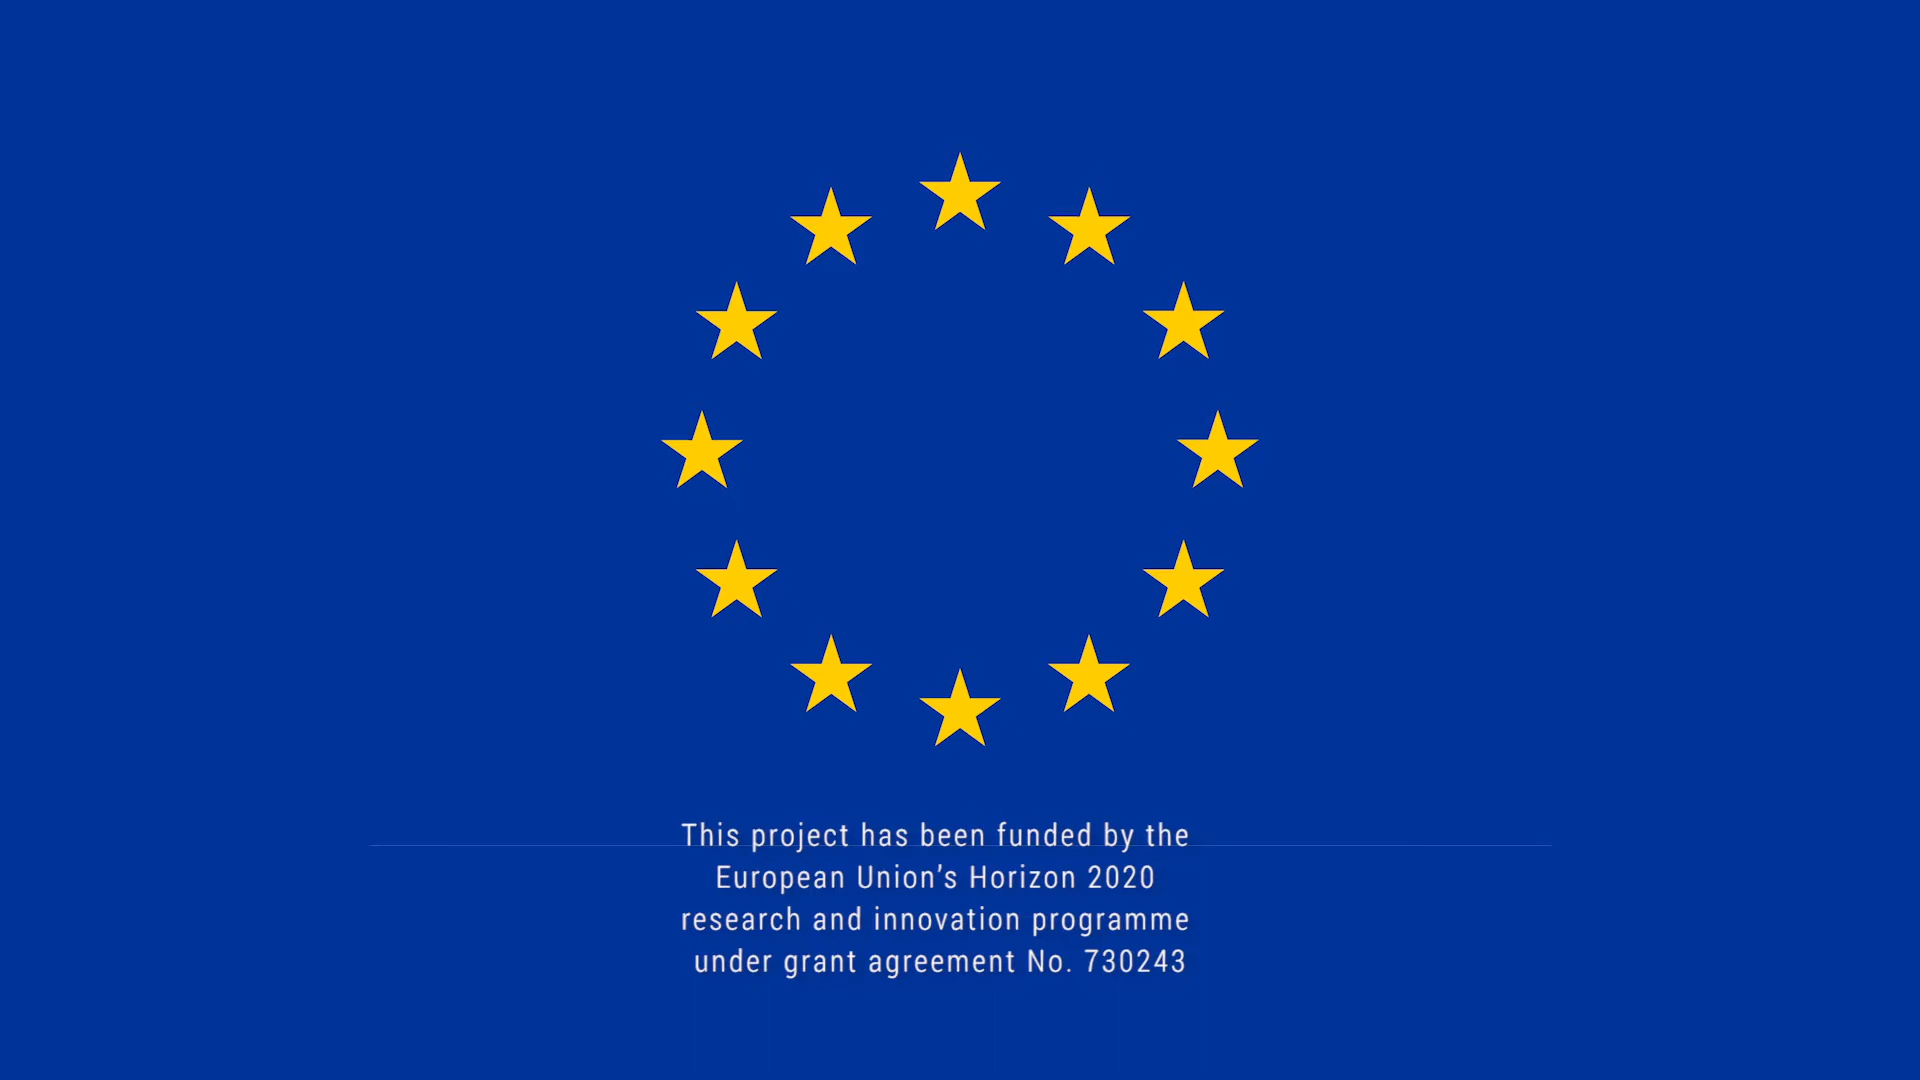 This project has been funded by the
European Union’s Horizon 2020
research and innovation programme
under grant agreement No. 730243